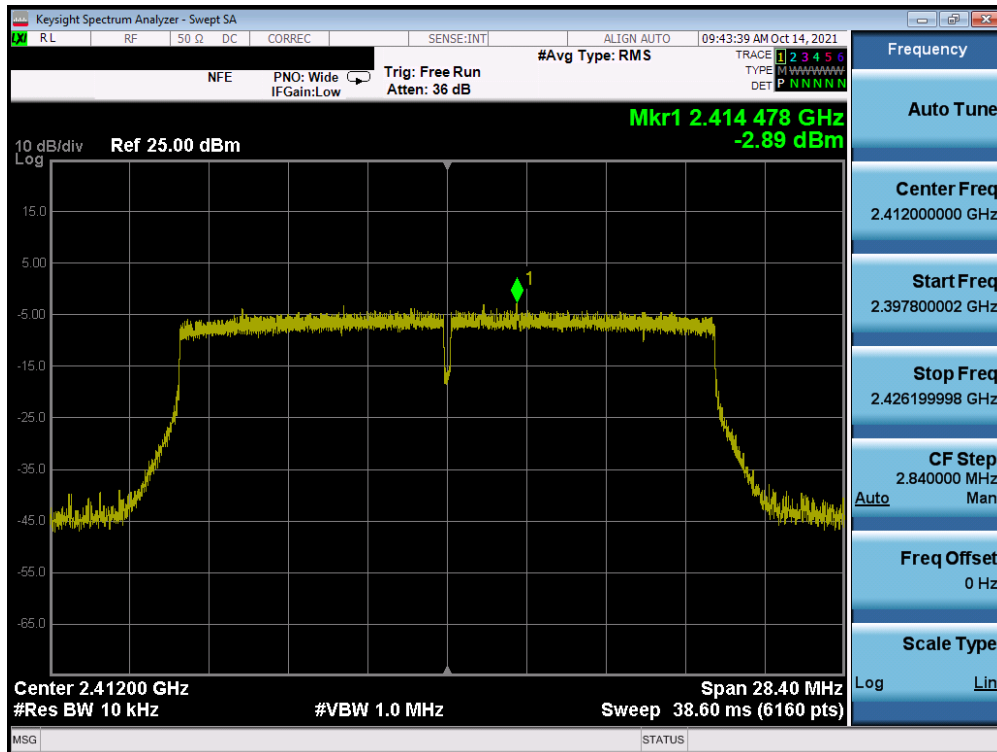 Keysight Spectrum Analyzer - Swept SA
LXI RL RF 50 Ω DC CORREC SENSE:INT ALIGN AUTO 09:43:39 AM Oct 14, 2021
#Avg Type: RMS TRACE 1 2 3 4 5 6
NFE PNO: Wide Trig: Free Run TYPE M WWWWW
IFGain:Low Atten: 36 dB DET P N N N N N
Mkr1 2.414 478 GHz
-2.89 dBm
10 dB/div Ref 25.00 dBm
Log
15.0
5.00
1
-5.00
-15.0
-25.0
-35.0
-45.0
-55.0
-65.0
Center 2.41200 GHz Span 28.40 MHz
#Res BW 10 kHz #VBW 1.0 MHz Sweep 38.60 ms (6160 pts)
MSG STATUS
Frequency
Auto Tune
Center Freq
2.412000000 GHz
Start Freq
2.397800002 GHz
Stop Freq
2.426199998 GHz
CF Step
2.840000 MHz
Auto Man
Freq Offset
0 Hz
Scale Type
Log Lin